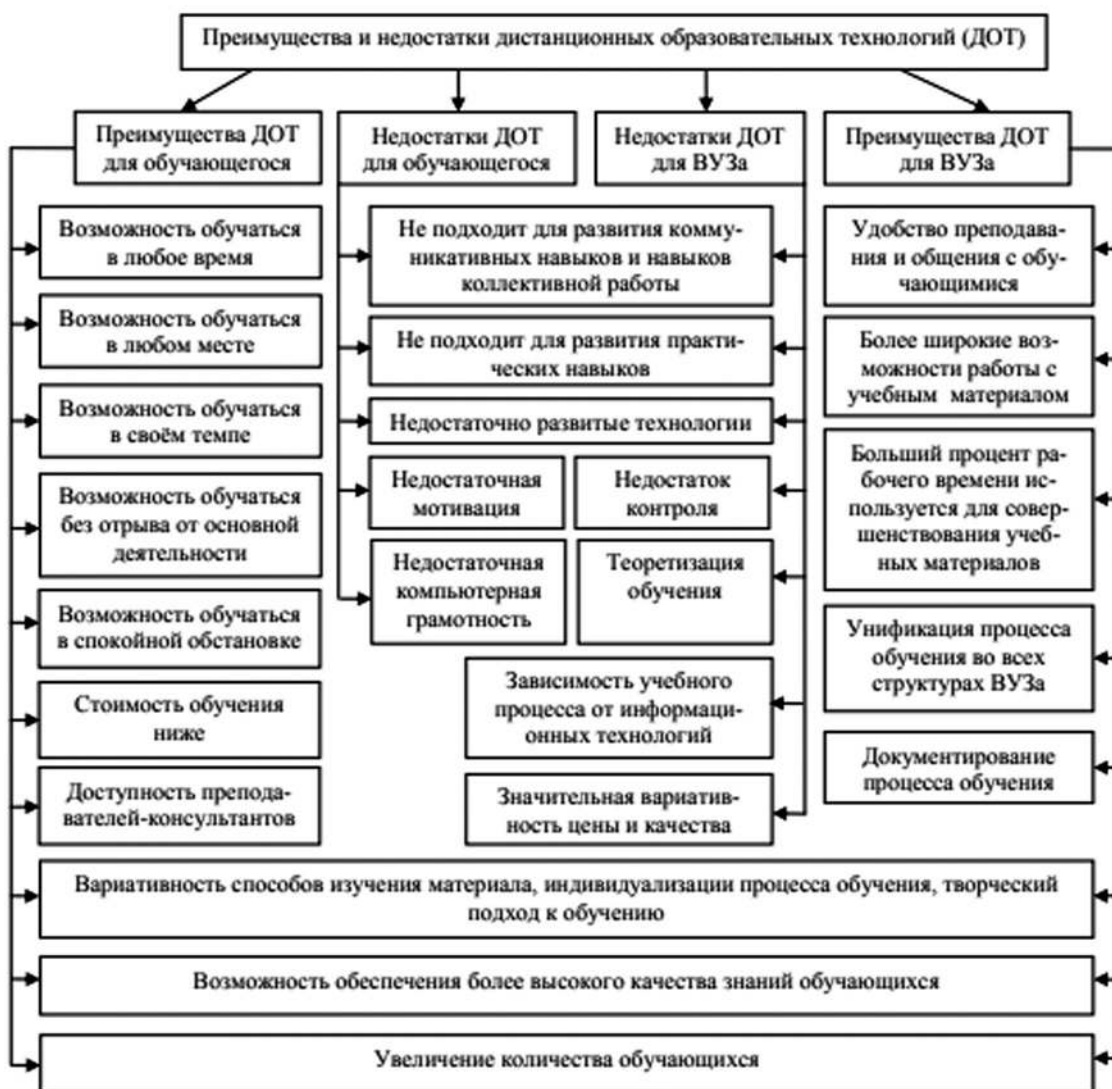 Преимущества и недостатки дистанционных образовательных технологий (ДОТ)
Преимущества ДОТ
для обучающегося
Недостатки ДОТ
для обучающегося
Недостатки ДОТ
для ВУЗа
Преимущества ДОТ
для ВУЗа
Возможность обучаться
в любое время
Возможность обучаться
в любом месте
Возможность обучаться
в своём темпе
Возможность обучаться
без отрыва от основной
деятельности
Возможность обучаться
в спокойной обстановке
Стоимость обучения
ниже
Доступность препода-
вателей-консультантов
Не подходит для развития комму-
никативных навыков и навыков
коллективной работы
Не подходит для развития практи-
ческих навыков
Недостаточно развитые технологии
Недостаточная
мотивация
Недостаток
контроля
Недостаточная
компьютерная
грамотность
Теоретизация
обучения
Зависимость учебного
процесса от информаци-
онных технологий
Значительная вариатив-
ность цены и качества
Удобство преподава-
ния и общения с обу-
чающимися
Более широкие воз-
можности работы с
учебным материалом
Больший процент ра-
бочего времени ис-
пользуется для совер-
шенствования учеб-
ных материалов
Унификация процесса
обучения во всех
структурах ВУЗа
Документирование
процесса обучения
Вариативность способов изучения материала, индивидуализации процесса обучения, творческий
подход к обучению
Возможность обеспечения более высокого качества знаний обучающихся
Увеличение количества обучающихся